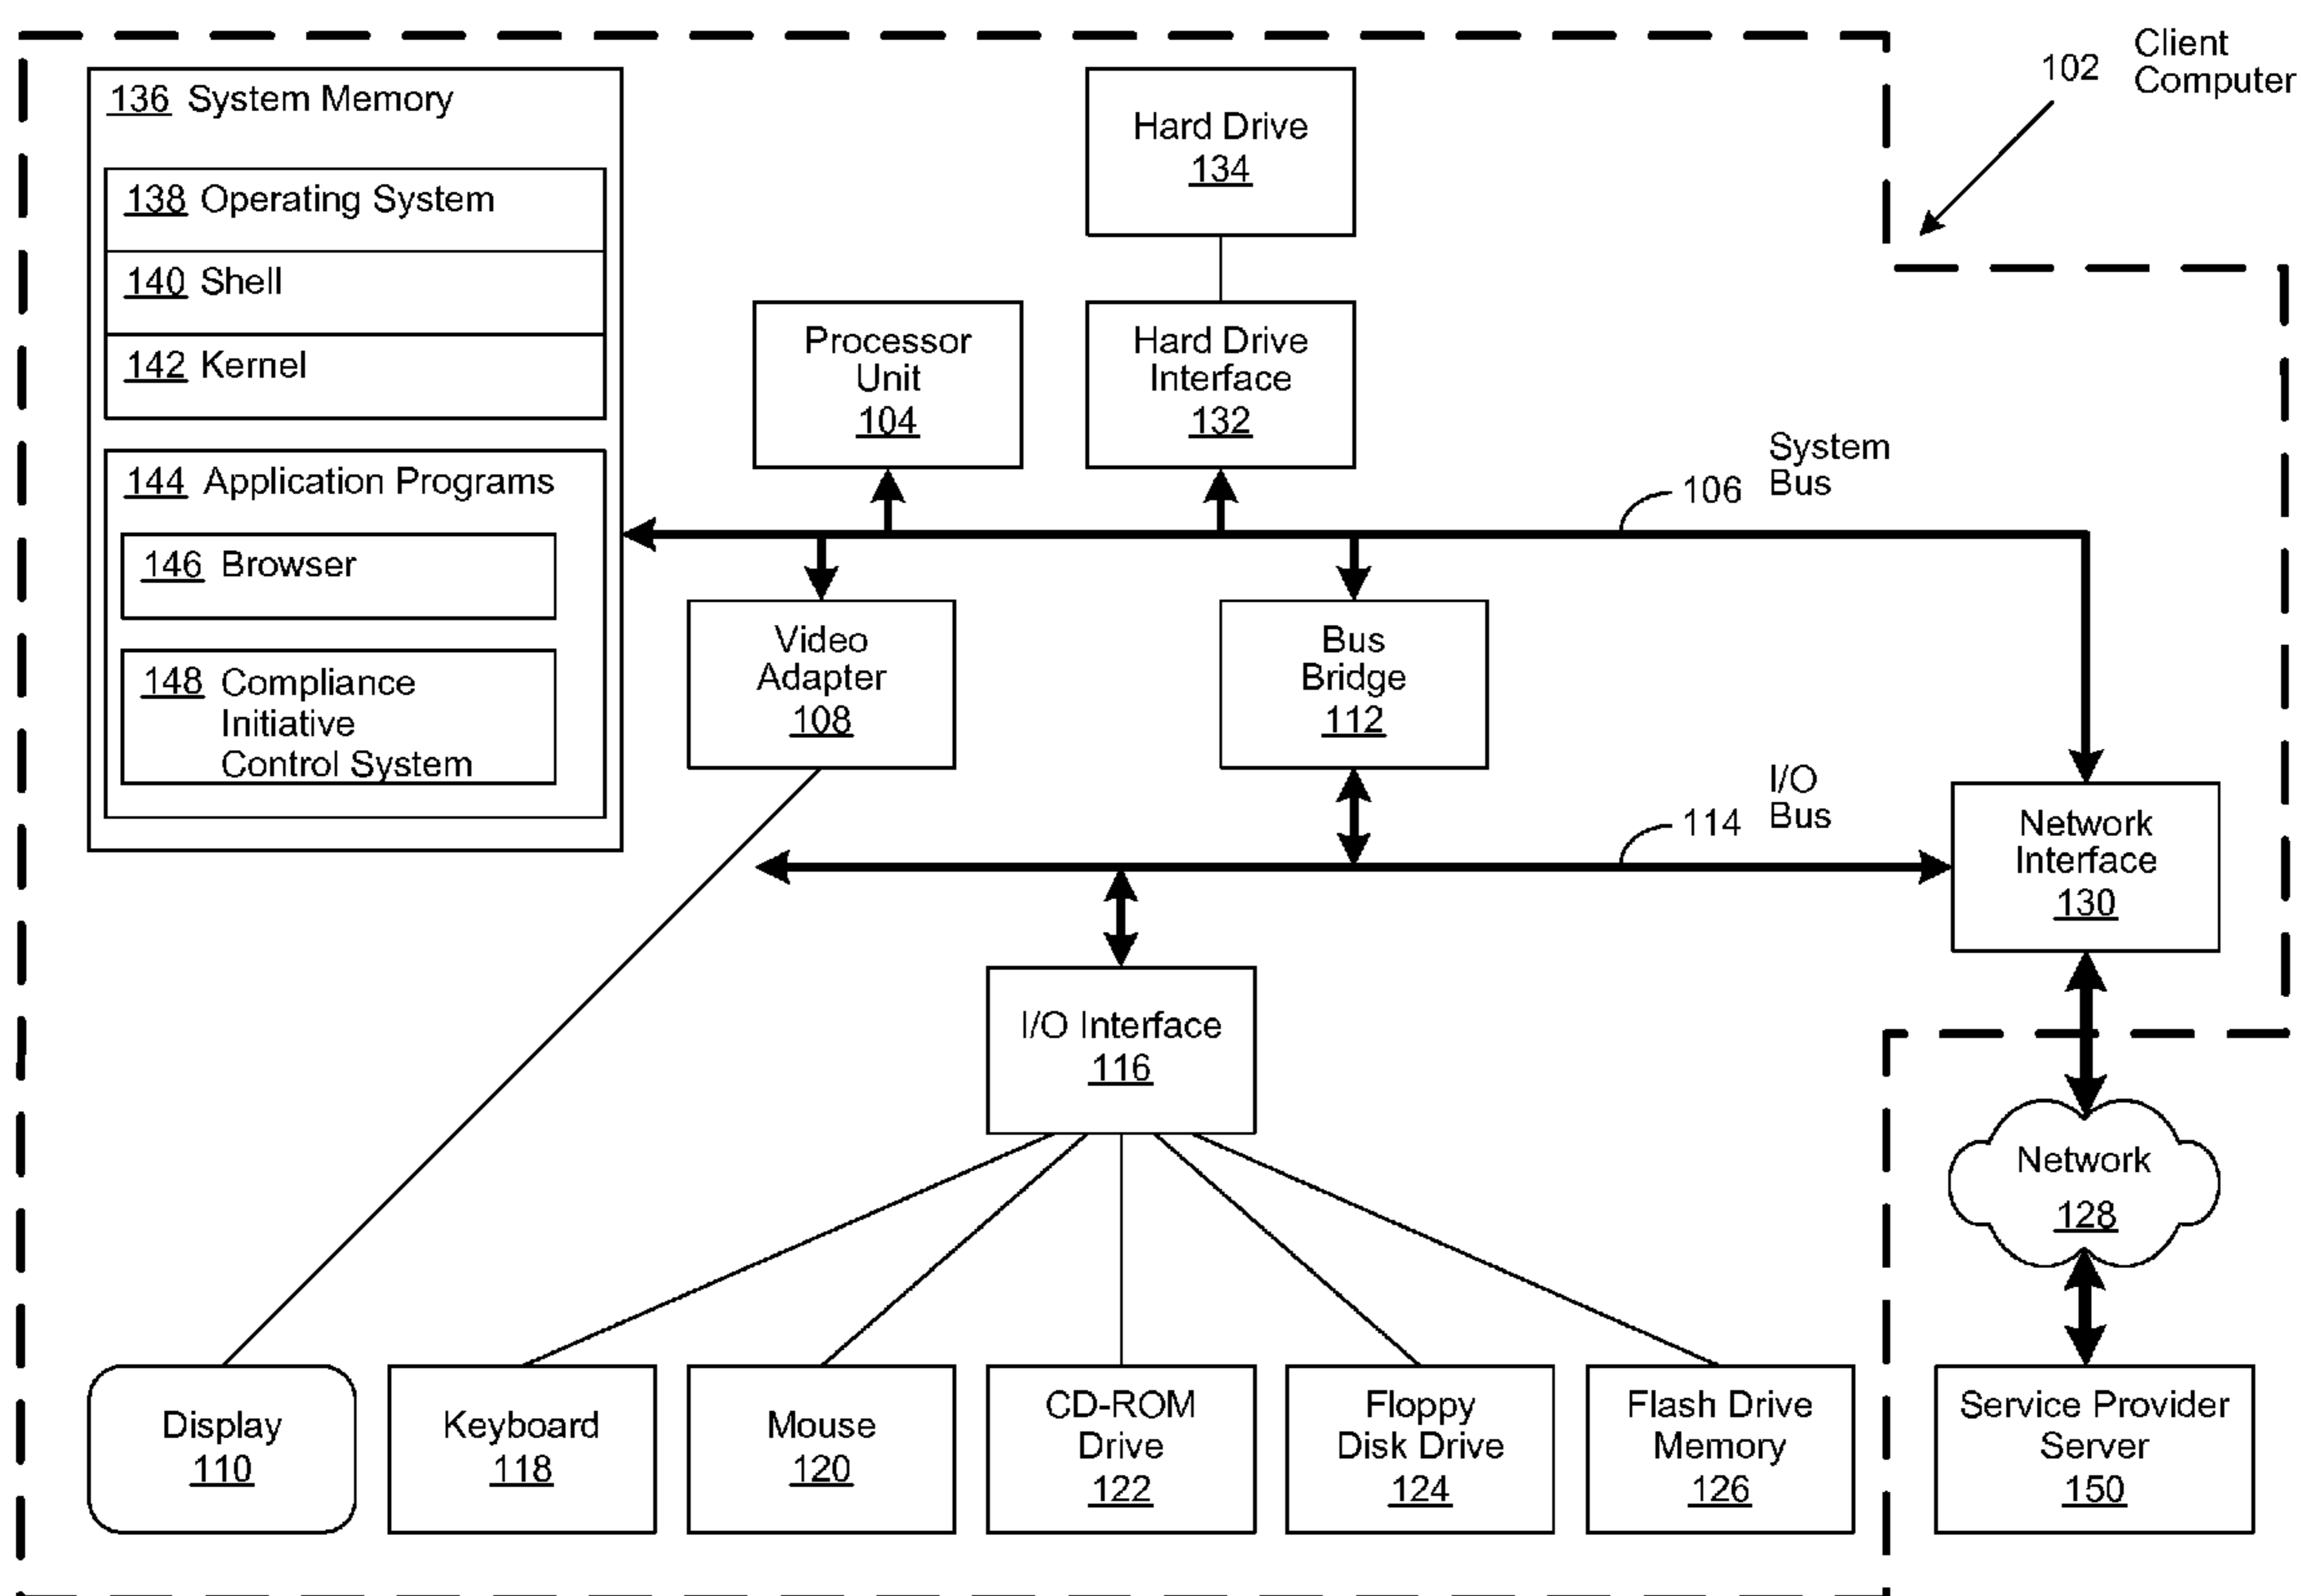 Client
102
Computer
136 System Memory
138 Operating System
140 Shell
142 Kernel
144 Application Programs
146 Browser
148 Compliance
Initiative
Control System
Hard Drive
134
Processor
Unit
104
Hard Drive
Interface
132
System
106 Bus
Video
Adapter
108
Bus
Bridge
112
I/O
114 Bus
Network
Interface
130
I/O Interface
116
Network
128
Display
110
Keyboard
118
Mouse
120
CD-ROM
Drive
122
Floppy
Disk Drive
124
Flash Drive
Memory
126
Service Provider
Server
150